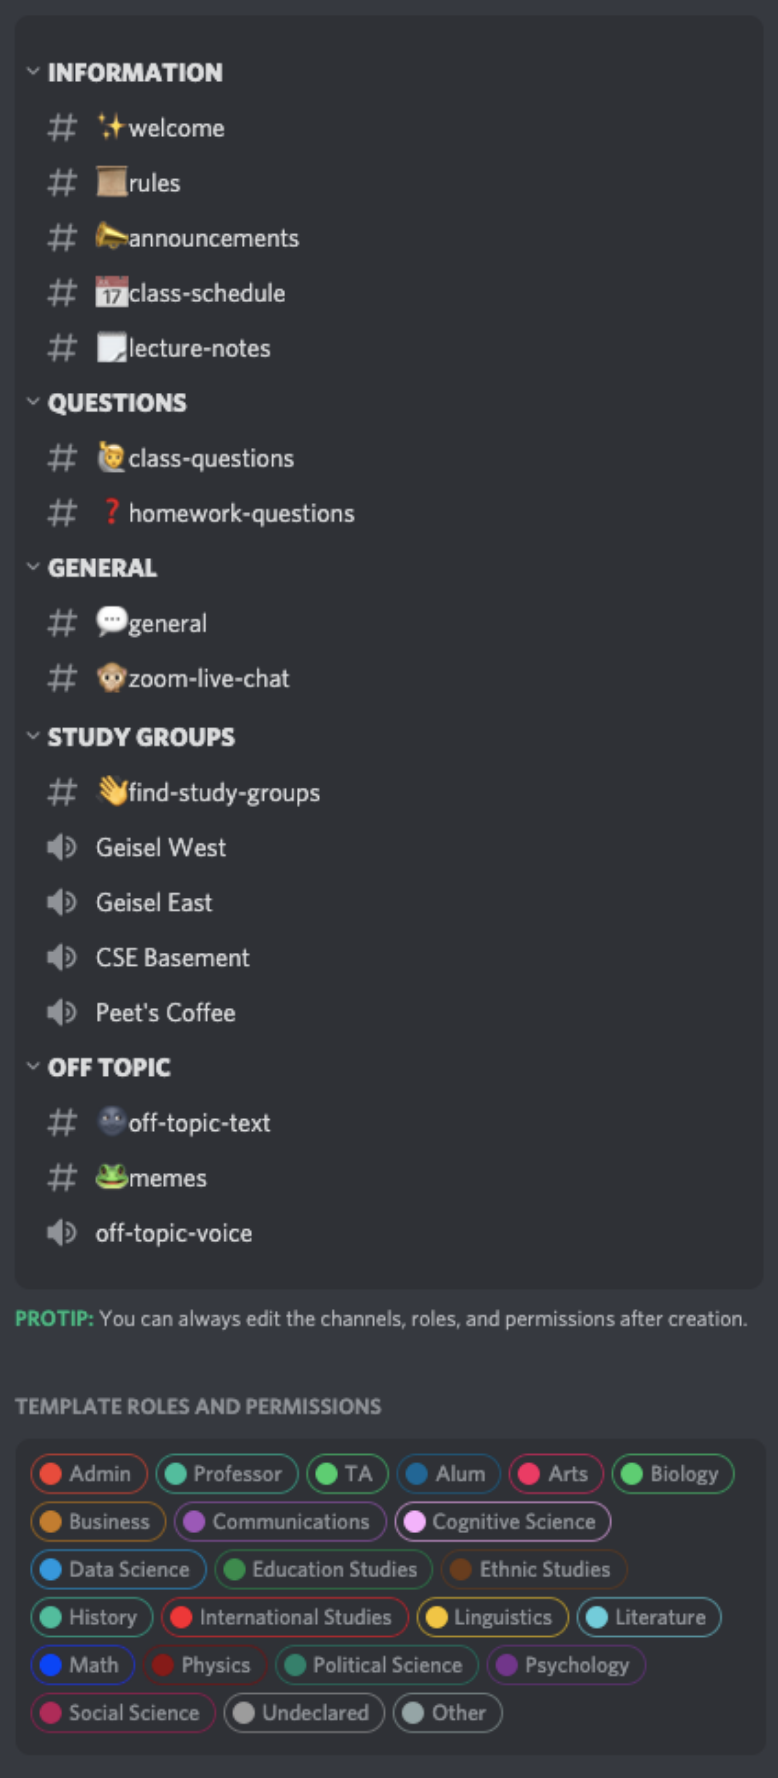 INFORMATION
# ✨welcome
# 📜rules
# 📣announcements
# 📅class-schedule
# 🗒lecture-notes
QUESTIONS
# 🙋class-questions
# ❓homework-questions
GENERAL
# 💬general
# 🙊zoom-live-chat
STUDY GROUPS
# 👋find-study-groups
Geisel West
Geisel East
CSE Basement
Peet's Coffee
OFF TOPIC
# 🌚off-topic-text
# 🐸memes
off-topic-voice
PROTIP: You can always edit the channels, roles, and permissions after creation.
TEMPLATE ROLES AND PERMISSIONS
Admin Professor TA Alum Arts Biology
Business Communications Cognitive Science
Data Science Education Studies Ethnic Studies
History International Studies Linguistics Literature
Math Physics Political Science Psychology
Social Science Undeclared Other